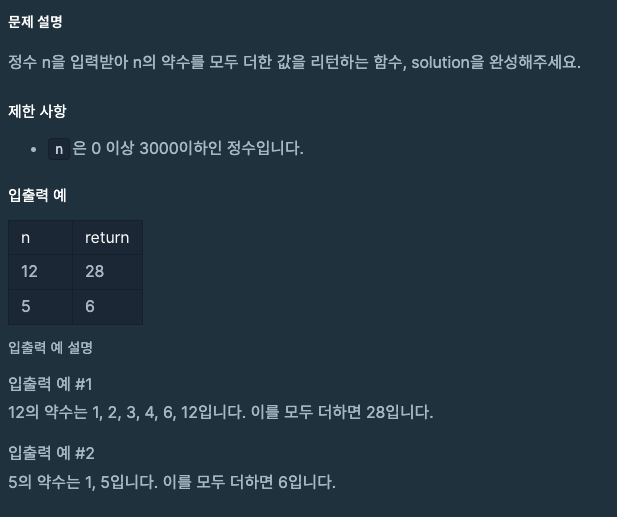 문제 설명
정수 n을 입력받아 n의 약수를 모두 더한 값을 리턴하는 함수, solution을 완성해주세요.
제한 사항
• n 은 0 이상 3000이하인 정수입니다.
입출력 예
n return
12 28
5 6
입출력 예 설명
입출력 예 #1
12의 약수는 1, 2, 3, 4, 6, 12입니다. 이를 모두 더하면 28입니다.
입출력 예 #2
5의 약수는 1, 5입니다. 이를 모두 더하면 6입니다.